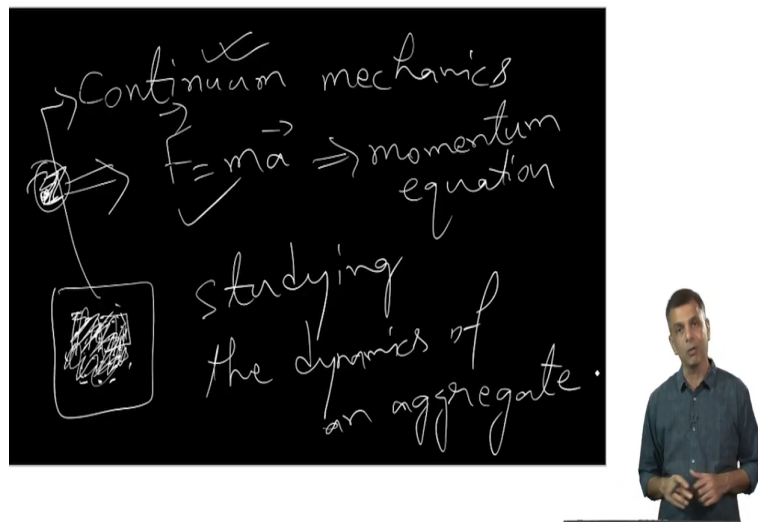 Continuum mechanics
F = ma ⇒ momentum
equation
studying
the dynamics of
an aggregate.